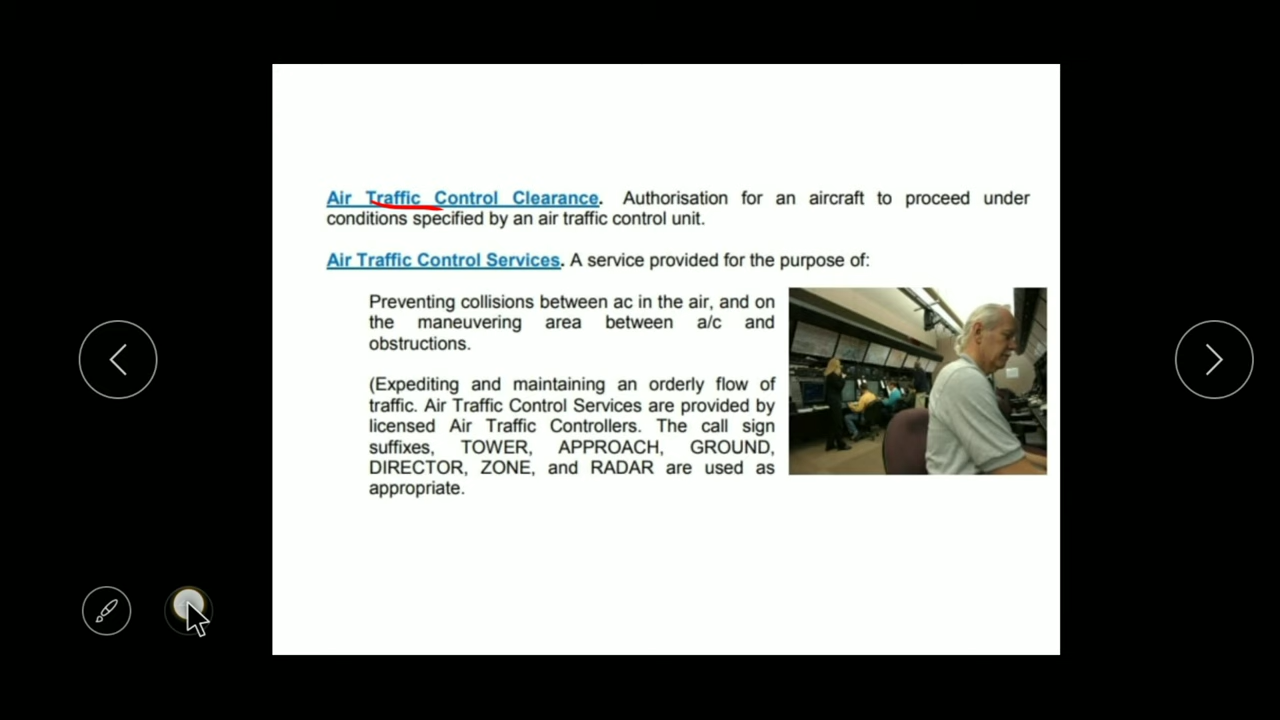 Air Traffic Control Clearance. Authorisation for an aircraft to proceed under
conditions specified by an air traffic control unit.
Air Traffic Control Services. A service provided for the purpose of:
Preventing collisions between ac in the air, and on
the maneuvering area between a/c and
obstructions.
(Expediting and maintaining an orderly flow of
traffic. Air Traffic Control Services are provided by
licensed Air Traffic Controllers. The call sign
suffixes, TOWER, APPROACH, GROUND,
DIRECTOR, ZONE, and RADAR are used as
appropriate.